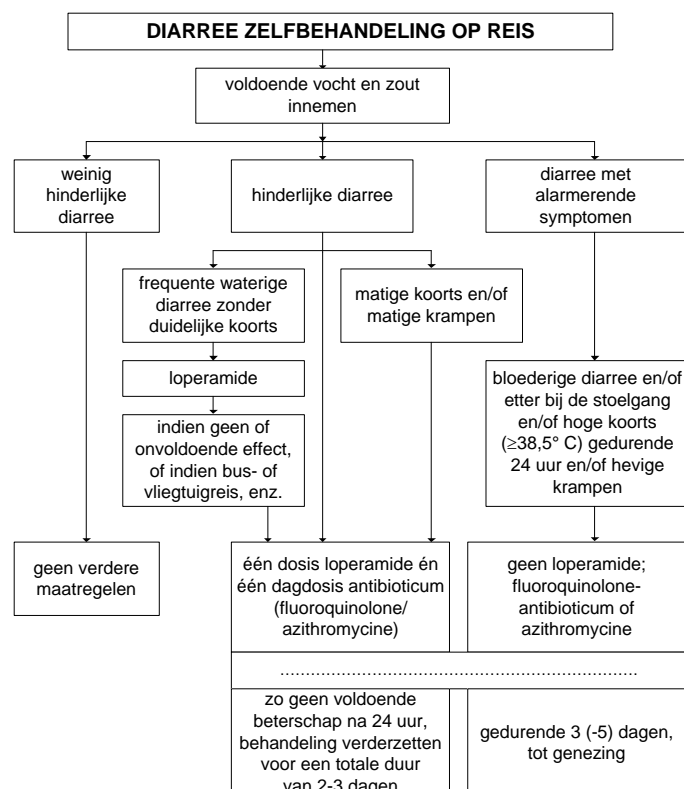 DIARREE ZELFBEHANDELING OP REIS
voldoende vocht en zout
innemen
weinig
hinderlijke
diarree
hinderlijke diarree
diarree met
alarmerende
symptomen
frequente waterige
diarree zonder
duidelijke koorts
matige koorts en/of
matige krampen
loperamide
bloederige diarree en/of
etter bij de stoelgang
en/of hoge koorts
(≥38,5° C) gedurende
24 uur en/of hevige
krampen
indien geen of
onvoldoende effect,
of indien bus- of
vliegtuigreis, enz.
geen verdere
maatregelen
één dosis loperamide én
één dagdosis antibioticum
(fluoroquinolone/
azithromycine)
geen loperamide;
fluoroquinolone-
antibioticum of
azithromycine
......................................................................
zo geen voldoende
beterschap na 24 uur,
behandeling verderzetten
voor een totale duur
van 2-3 dagen
gedurende 3 (-5) dagen,
tot genezing